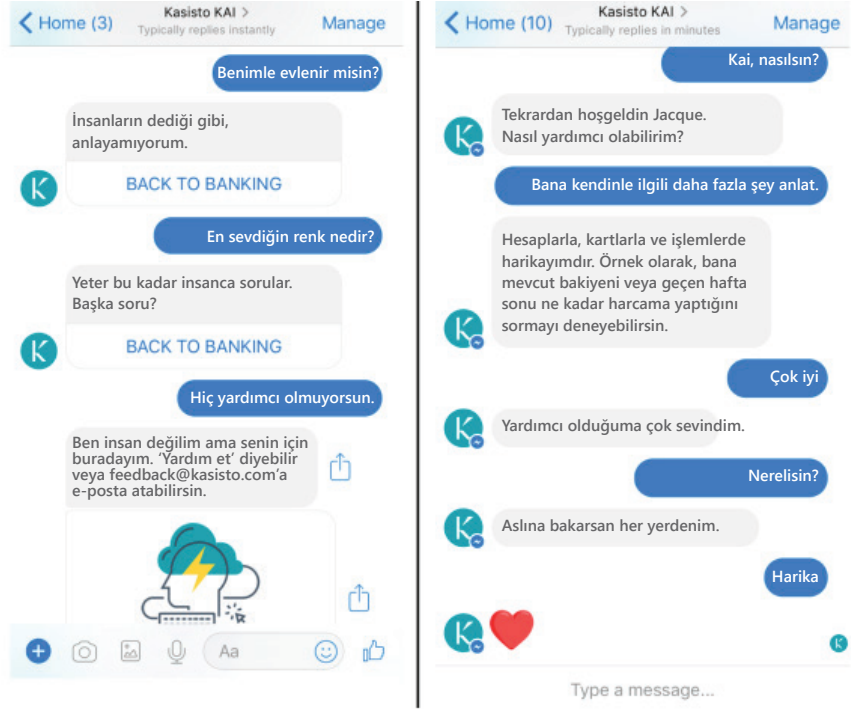 Home (3)
Kasisto KAI >
Typically replies instantly
Manage
Benimle evlenir misin?
İnsanların dediği gibi,
anlayamıyorum.
BACK TO BANKING
En sevdiğin renk nedir?
Yeter bu kadar insanca sorular.
Başka soru?
BACK TO BANKING
Hiç yardımcı olmuyorsun.
Ben insan değilim ama senin için
buradayım. ‘Yardım et’ diyebilir
veya feedback@kasisto.com’a
e-posta atabilirsin.
Aa
Home (10)
Kasisto KAI >
Typically replies in minutes
Manage
Kai, nasılsın?
Tekrardan hoşgeldin Jacque.
Nasıl yardımcı olabilirim?
Bana kendinle ilgili daha fazla şey anlat.
Hesaplarla, kartlarla ve işlemlerde
harikayımdır. Örnek olarak, bana
mevcut bakiyeni veya geçen hafta
sonu ne kadar harcama yaptığını
sormayı deneyebilirsin.
Çok iyi
Yardımcı olduğuma çok sevindim.
Nerelisin?
Aslına bakarsan her yerdenim.
Harika
Type a message...